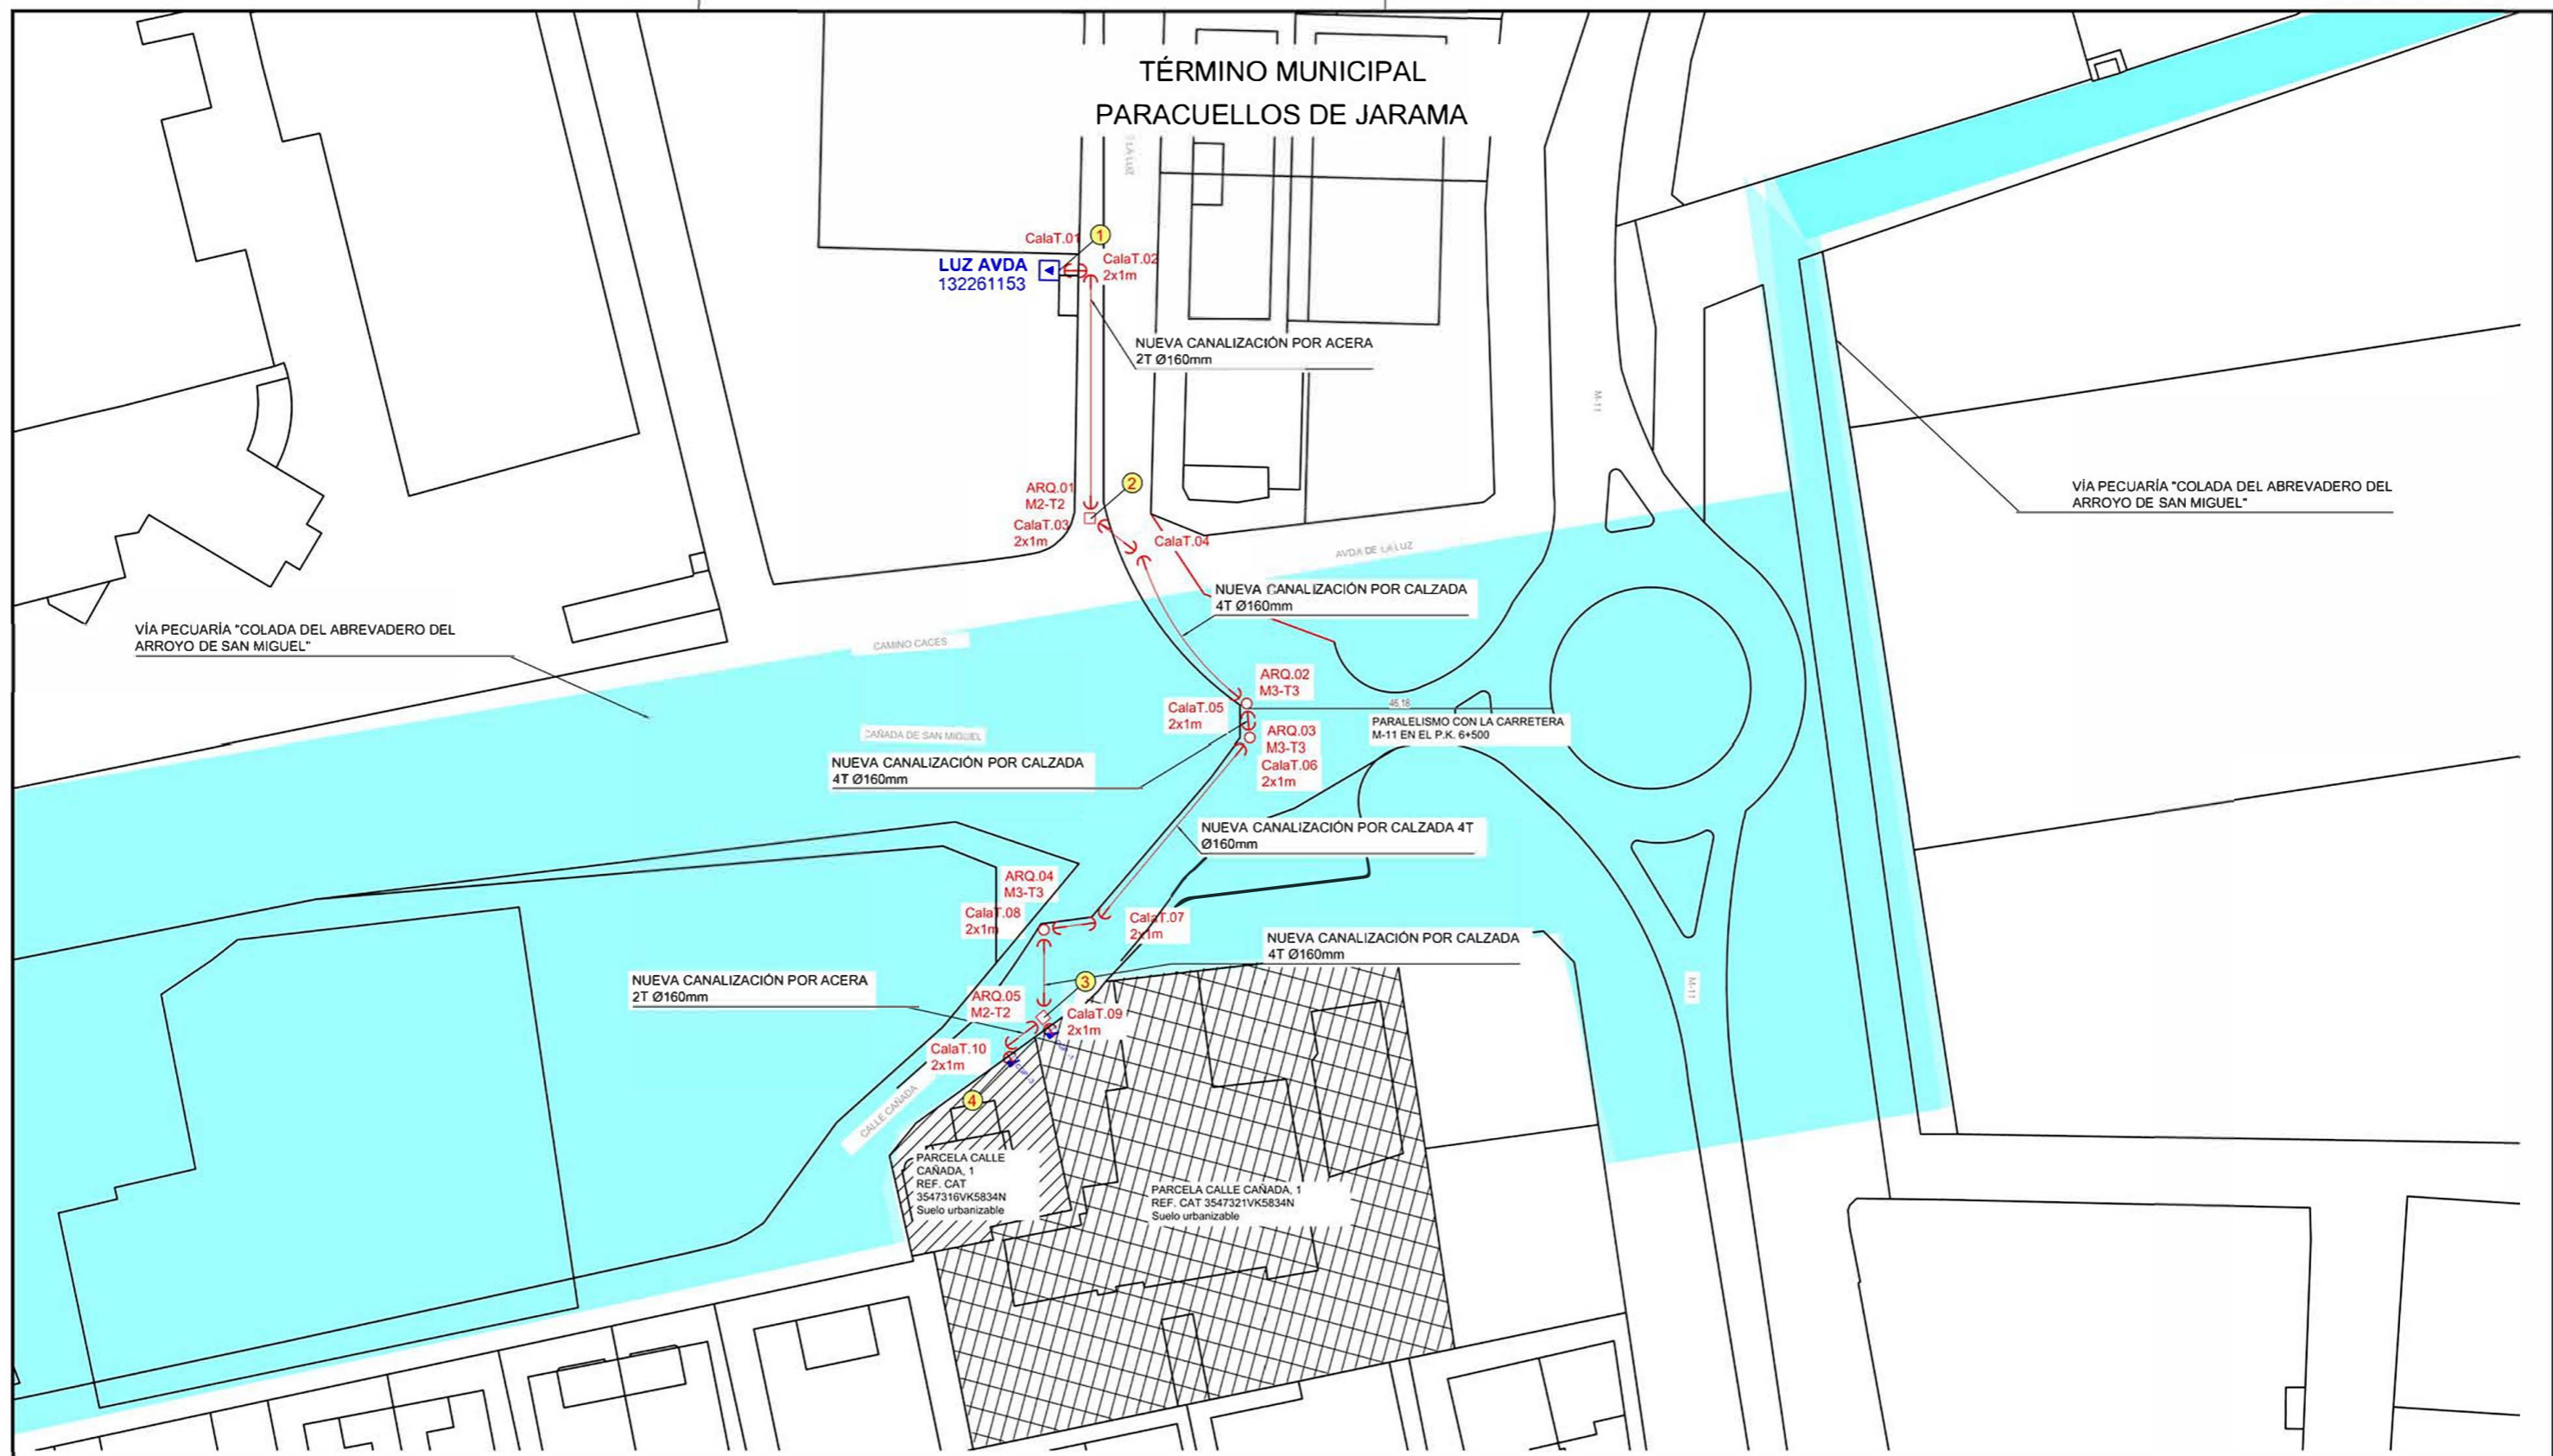 TÉRMINO MUNICIPAL
PARACUELLOS DE JARAMA
LA LUZ
CalaT.01
1
LUZ AVDA
132261153
CalaT.02
2x1m
NUEVA CANALIZACIÓN POR ACERA
2T Ø160mm
M-11
ARQ.01
M2-T2
2
CalaT.03
2x1m
CalaT.04
AVDA DE LA LUZ
VÍA PECUARÍA "COLADA DEL ABREVADERO DEL
ARROYO DE SAN MIGUEL"
NUEVA CANALIZACIÓN POR CALZADA
4T Ø160mm
VÍA PECUARÍA "COLADA DEL ABREVADERO DEL
ARROYO DE SAN MIGUEL"
CAMINO CACES
ARQ.02
M3-T3
CalaT.05
2x1m
46,18
PARALELISMO CON LA CARRETERA
M-11 EN EL P.K. 6+500
CAÑADA DE SAN MIGUEL
ARQ.03
M3-T3
CalaT.06
2x1m
NUEVA CANALIZACIÓN POR CALZADA
4T Ø160mm
NUEVA CANALIZACIÓN POR CALZADA 4T
Ø160mm
ARQ.04
M3-T3
CalaT.08
2x1m
CalaT.07
2x1m
NUEVA CANALIZACIÓN POR CALZADA
4T Ø160mm
NUEVA CANALIZACIÓN POR ACERA
2T Ø160mm
3
M-11
ARQ.05
M2-T2
CalaT.09
2x1m
CalaT.10
2x1m
4
CALLE CAÑADA
PARCELA CALLE
CAÑADA, 1
REF. CAT
3547316VK5834N
Suelo urbanizable
PARCELA CALLE CAÑADA, 1
REF. CAT 3547321VK5834N
Suelo urbanizable